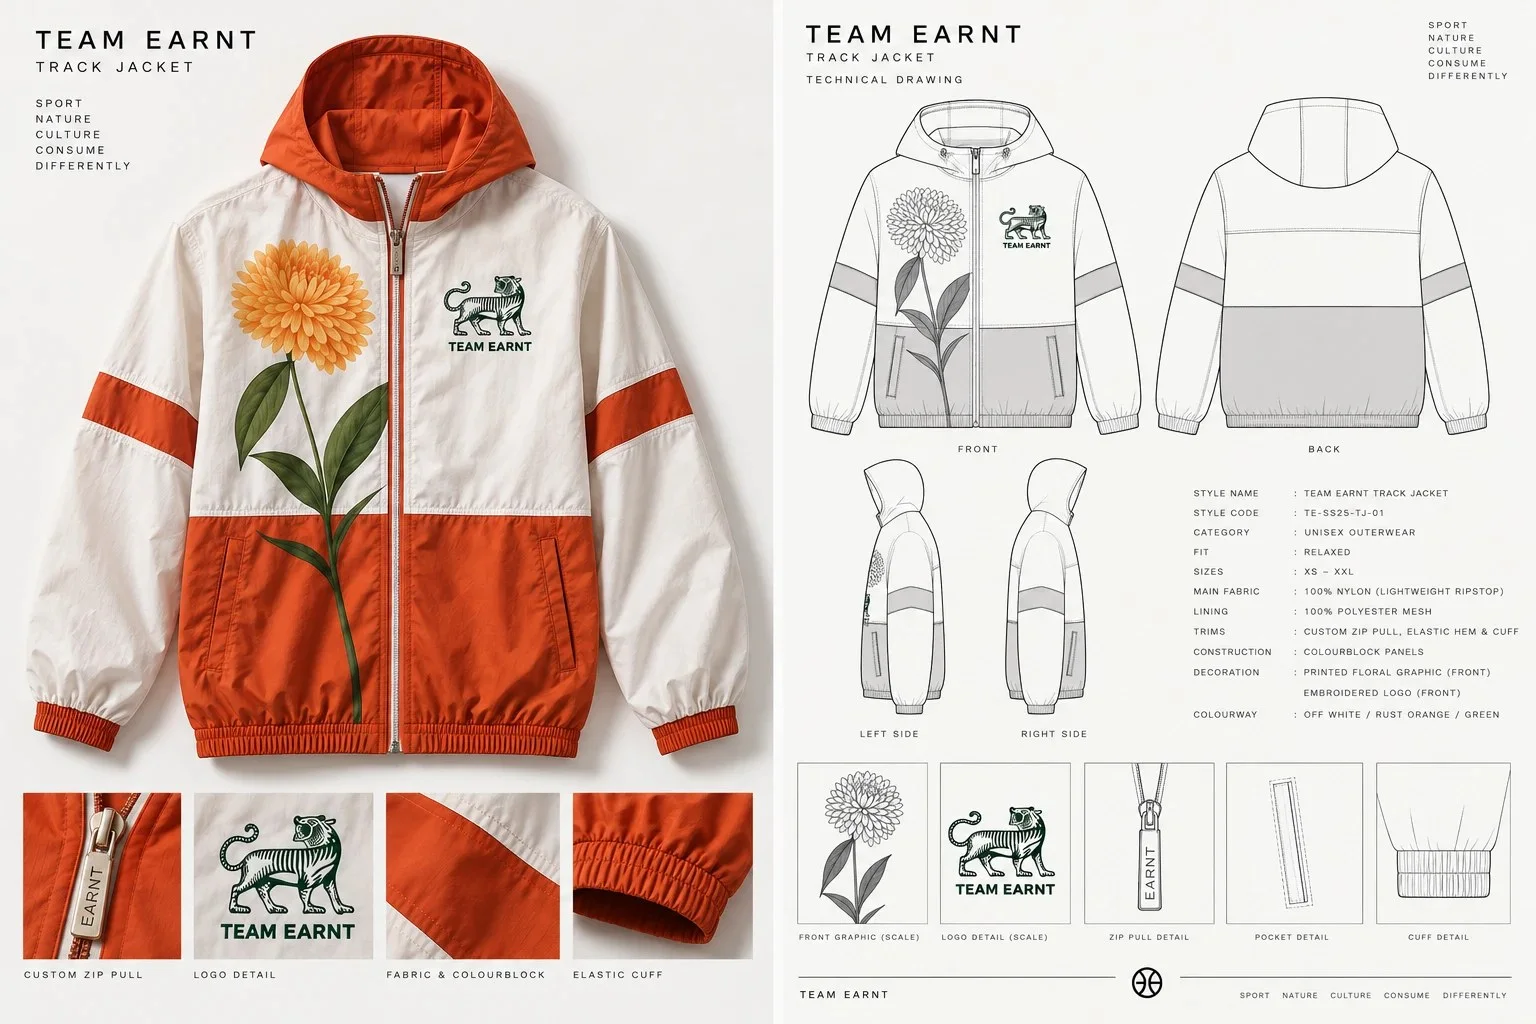 TEAM EARNT
TRACK JACKET
SPORT
NATURE
CULTURE
CONSUME
DIFFERENTLY
TEAM EARNT
EARNT
TEAM EARNT
CUSTOM ZIP PULL
LOGO DETAIL
FABRIC & COLOURBLOCK
ELASTIC CUFF
TEAM EARNT
TRACK JACKET
TECHNICAL DRAWING
SPORT
NATURE
CULTURE
CONSUME
DIFFERENTLY
TEAM EARNT
FRONT
BACK
LEFT SIDE
RIGHT SIDE
STYLE NAME : TEAM EARNT TRACK JACKET
STYLE CODE : TE-SS25-TJ-01
CATEGORY : UNISEX OUTERWEAR
FIT : RELAXED
SIZES : XS – XXL
MAIN FABRIC : 100% NYLON (LIGHTWEIGHT RIPSTOP)
LINING : 100% POLYESTER MESH
TRIMS : CUSTOM ZIP PULL, ELASTIC HEM & CUFF
CONSTRUCTION : COLOURBLOCK PANELS
DECORATION : PRINTED FLORAL GRAPHIC (FRONT)
EMBROIDERED LOGO (FRONT)
COLOURWAY : OFF WHITE / RUST ORANGE / GREEN
TEAM EARNT
EARNT
FRONT GRAPHIC (SCALE)
LOGO DETAIL (SCALE)
ZIP PULL DETAIL
POCKET DETAIL
CUFF DETAIL
TEAM EARNT
SPORT NATURE CULTURE CONSUME DIFFERENTLY